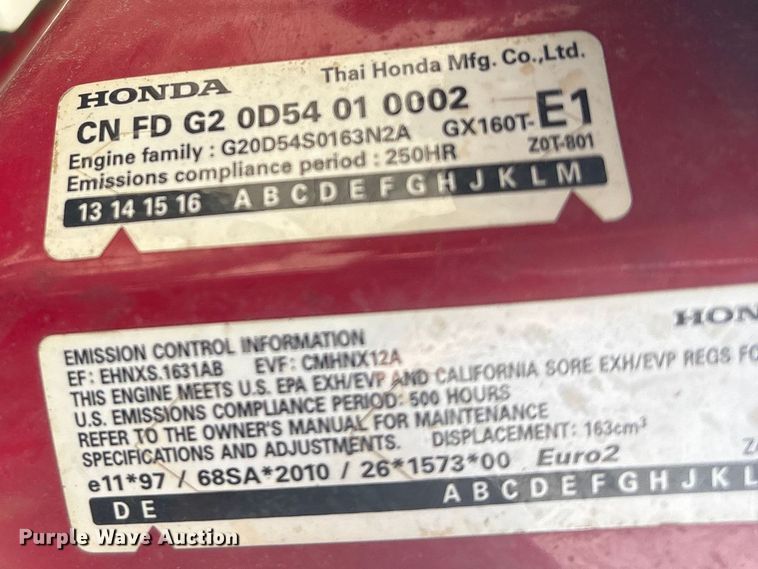 HONDA Thai Honda Mfg. Co.,Ltd.
CN FD G2 0D54 01 0002
GX160T-E1
Engine family : G20D54S0163N2A
Z0T-801
Emissions compliance period : 250HR
13 14 15 16 A B C D E F G H J K L M
EMISSION CONTROL INFORMATION
EF: EHNXS.1631AB EVF: CMHNX12A
THIS ENGINE MEETS U.S. EPA EXH/EVP AND CALIFORNIA SORE EXH/EVP REGS
U.S. EMISSIONS COMPLIANCE PERIOD: 500 HOURS
REFER TO THE OWNER'S MANUAL FOR MAINTENANCE
SPECIFICATIONS AND ADJUSTMENTS. DISPLACEMENT: 163cm³
e11*97 / 68SA*2010 / 26*1573*00 Euro2
D E A B C D E F G H J K L
Purple Wave Auction